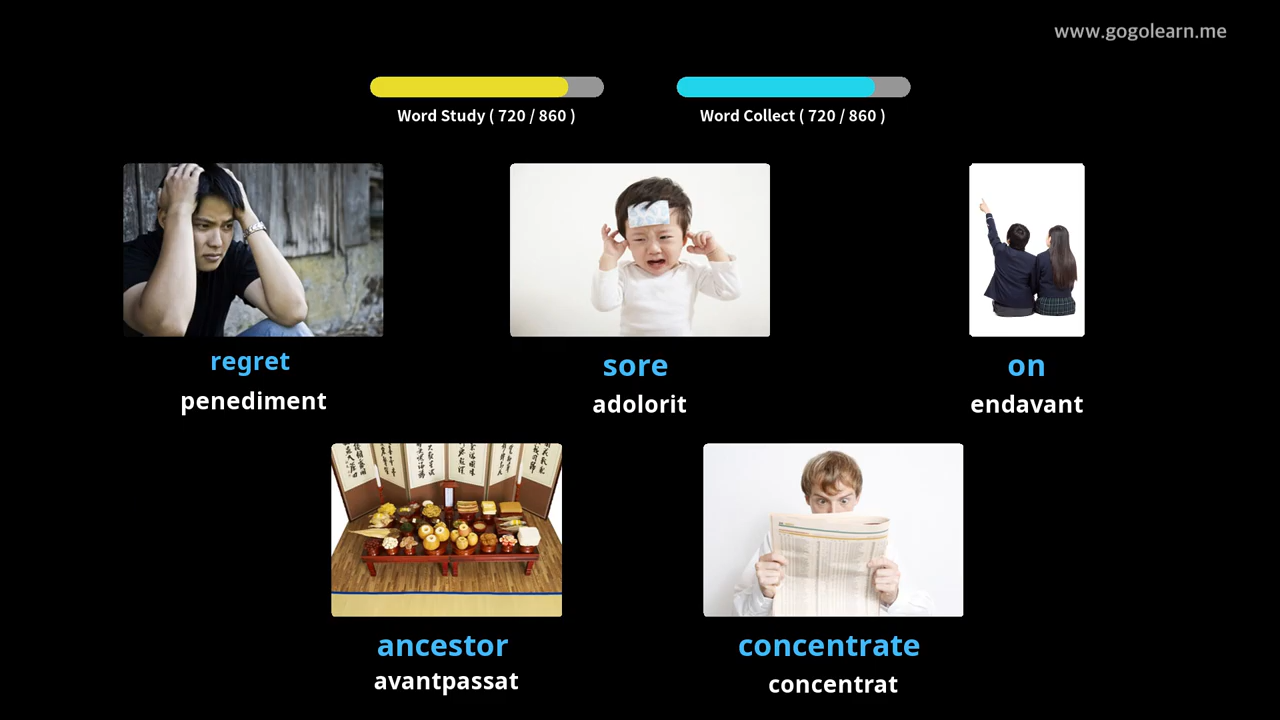 www.gogolearn.me
Word Study ( 720 / 860 )
Word Collect ( 720 / 860 )
regret
penediment
sore
adolorit
on
endavant
ancestor
avantpassat
concentrate
concentrat